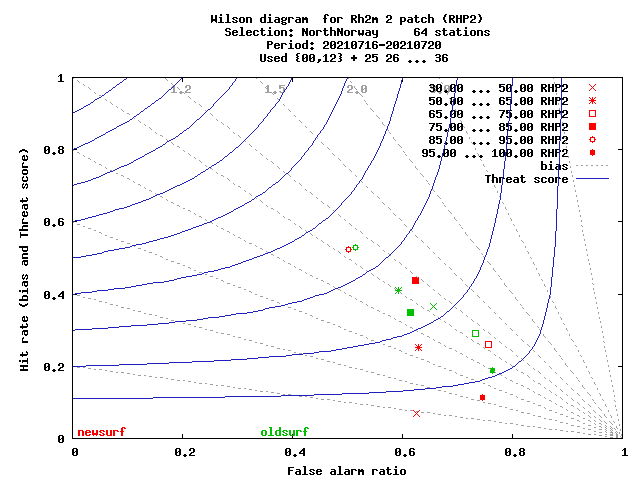 Wilson diagram  for Rh2m 2 patch (RHP2)
Selection: NorthNorway     64 stations
Period: 20210716-20210720
Used {00,12} + 25 26 ... 36
1
0.8
0.6
0.4
0.2
0
0
0.2
0.4
0.6
0.8
1
Hit rate (bias and Threat score)
False alarm ratio
1.2
1.5
2.0
30.00 ... 50.00 RHP2
50.00 ... 65.00 RHP2
65.00 ... 75.00 RHP2
75.00 ... 85.00 RHP2
85.00 ... 95.00 RHP2
95.00 ... 100.00 RHP2
bias
Threat score
newsurf
oldsurf